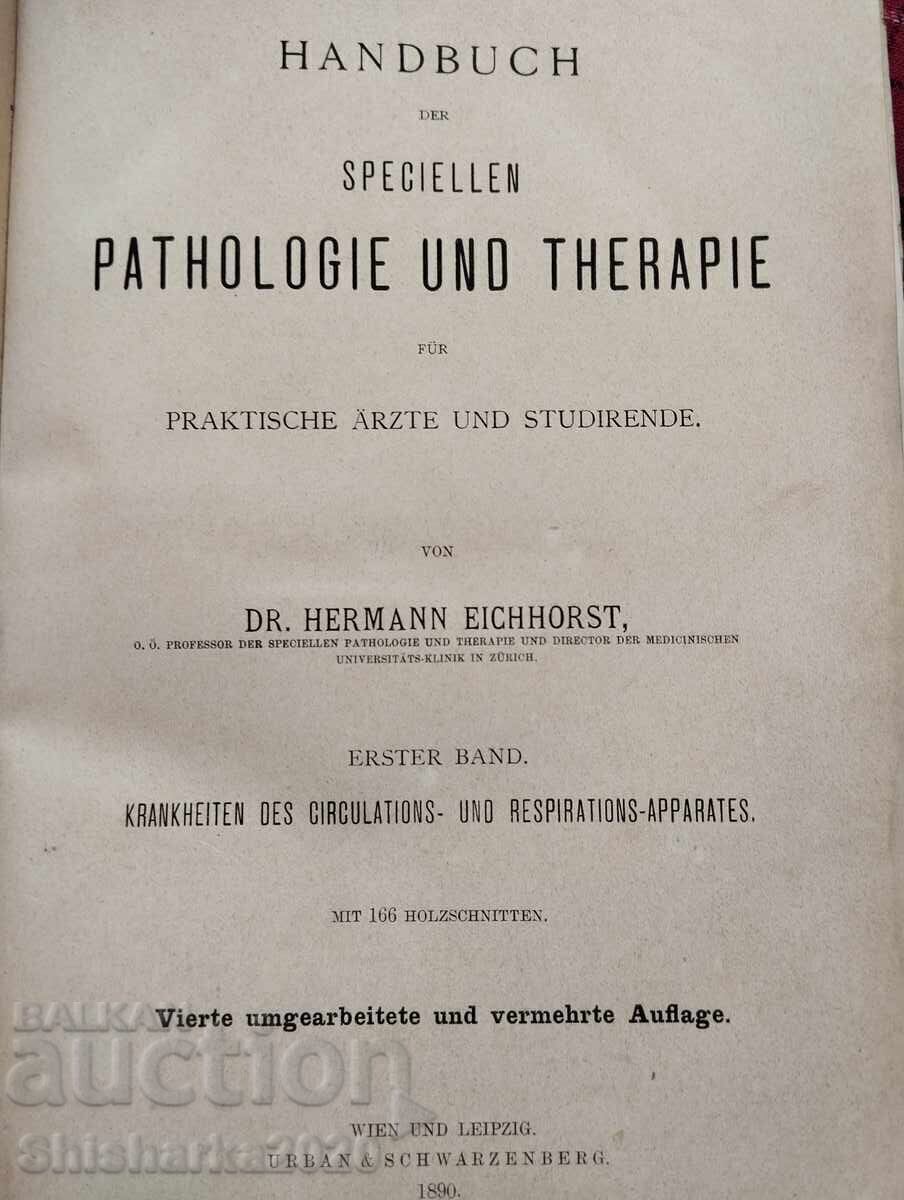 HANDBUCH
DER
SPECIELLEN
PATHOLOGIE UND THERAPIE
FÜR
PRAKTISCHE ÄRZTE UND STUDIRENDE.
VON
DR. HERMANN EICHHORST,
O. Ö. PROFESSOR DER SPECIELLEN PATHOLOGIE UND THERAPIE UND DIRECTOR DER MEDICINISCHEN
UNIVERSITÄTS-KLINIK IN ZÜRICH.
ERSTER BAND.
KRANKHEITEN DES CIRCULATIONS- UND RESPIRATIONS-APPARATES.
MIT 166 HOLZSCHNITTEN.
Vierte umgearbeitete und vermehrte Auflage.
BALKAN
auction
WIEN UND LEIPZIG.
URBAN & SCHWARZENBERG.
1890.
Shisharka2020